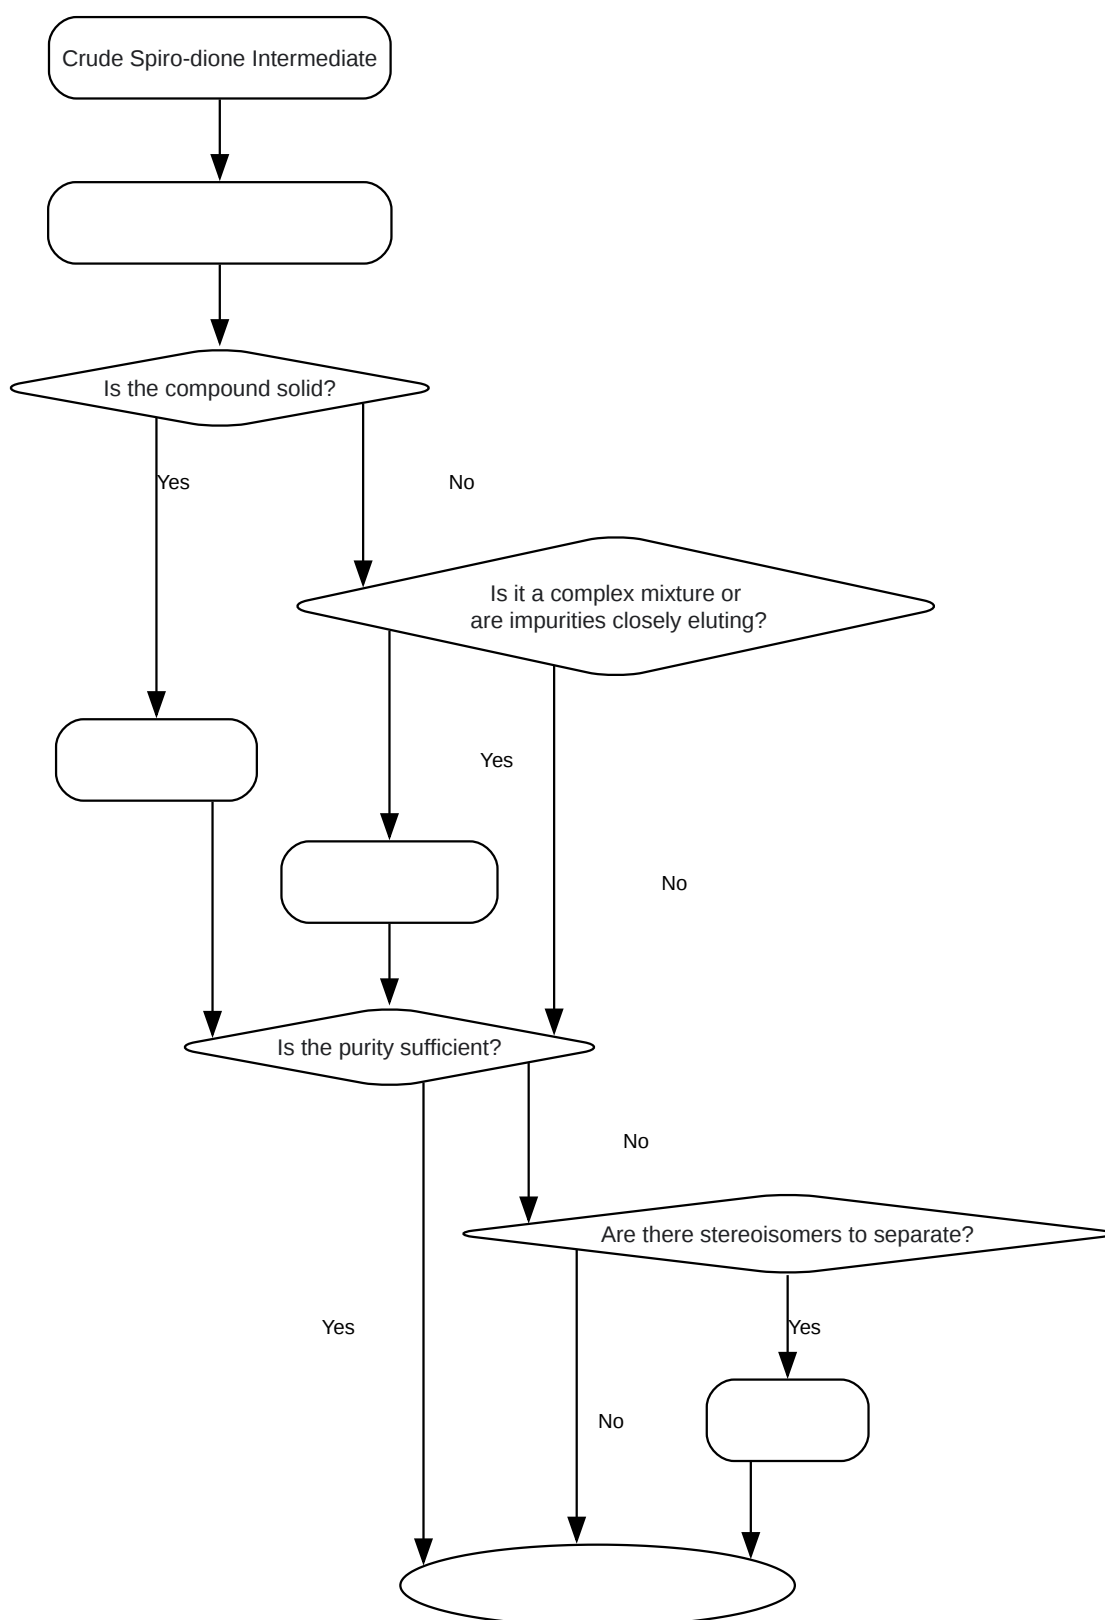 Crude Spiro-dione Intermediate
Is the compound solid?
Yes
No
Is it a complex mixture or
are impurities closely eluting?
Yes
No
Is the purity sufficient?
No
Are there stereoisomers to separate?
Yes
Yes
No